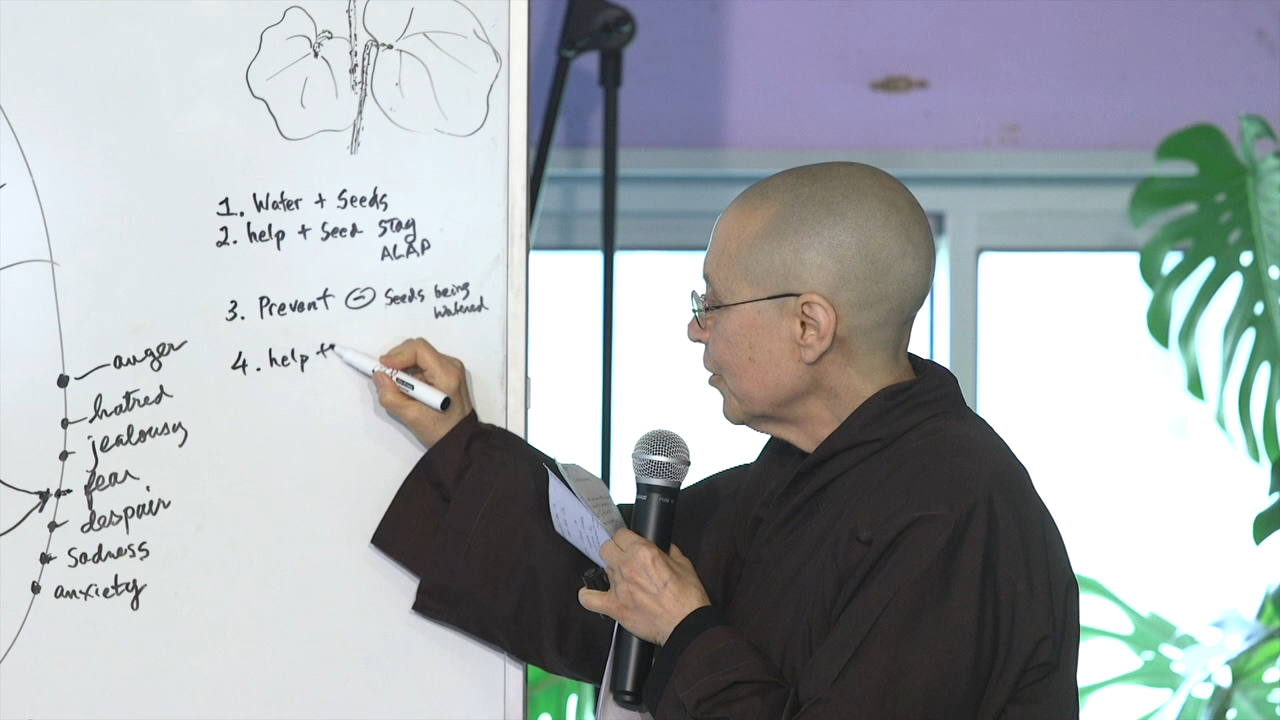 1. Water + Seeds
2. help + Seed stay
ALAP
3. Prevent ⊖ Seeds being
watered
4. help +
anger
hatred
jealousy
fear
despair
Sadness
anxiety